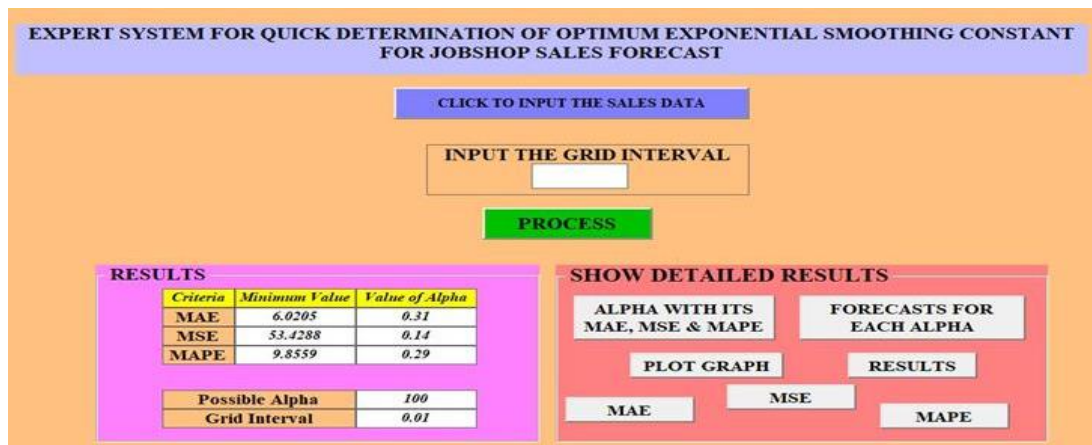 EXPERT SYSTEM FOR QUICK DETERMINATION OF OPTIMUM EXPONENTIAL SMOOTHING CONSTANT
FOR JOBSHOP SALES FORECAST
CLICK TO INPUT THE SALES DATA
INPUT THE GRID INTERVAL
PROCESS
RESULTS
Criteria Minimum Value Value of Alpha
MAE 6.0205 0.31
MSE 53.4288 0.14
MAPE 9.8559 0.29
Possible Alpha 100
Grid Interval 0.01
SHOW DETAILED RESULTS
ALPHA WITH ITS
MAE, MSE & MAPE
FORECASTS FOR
EACH ALPHA
PLOT GRAPH
RESULTS
MAE
MSE
MAPE